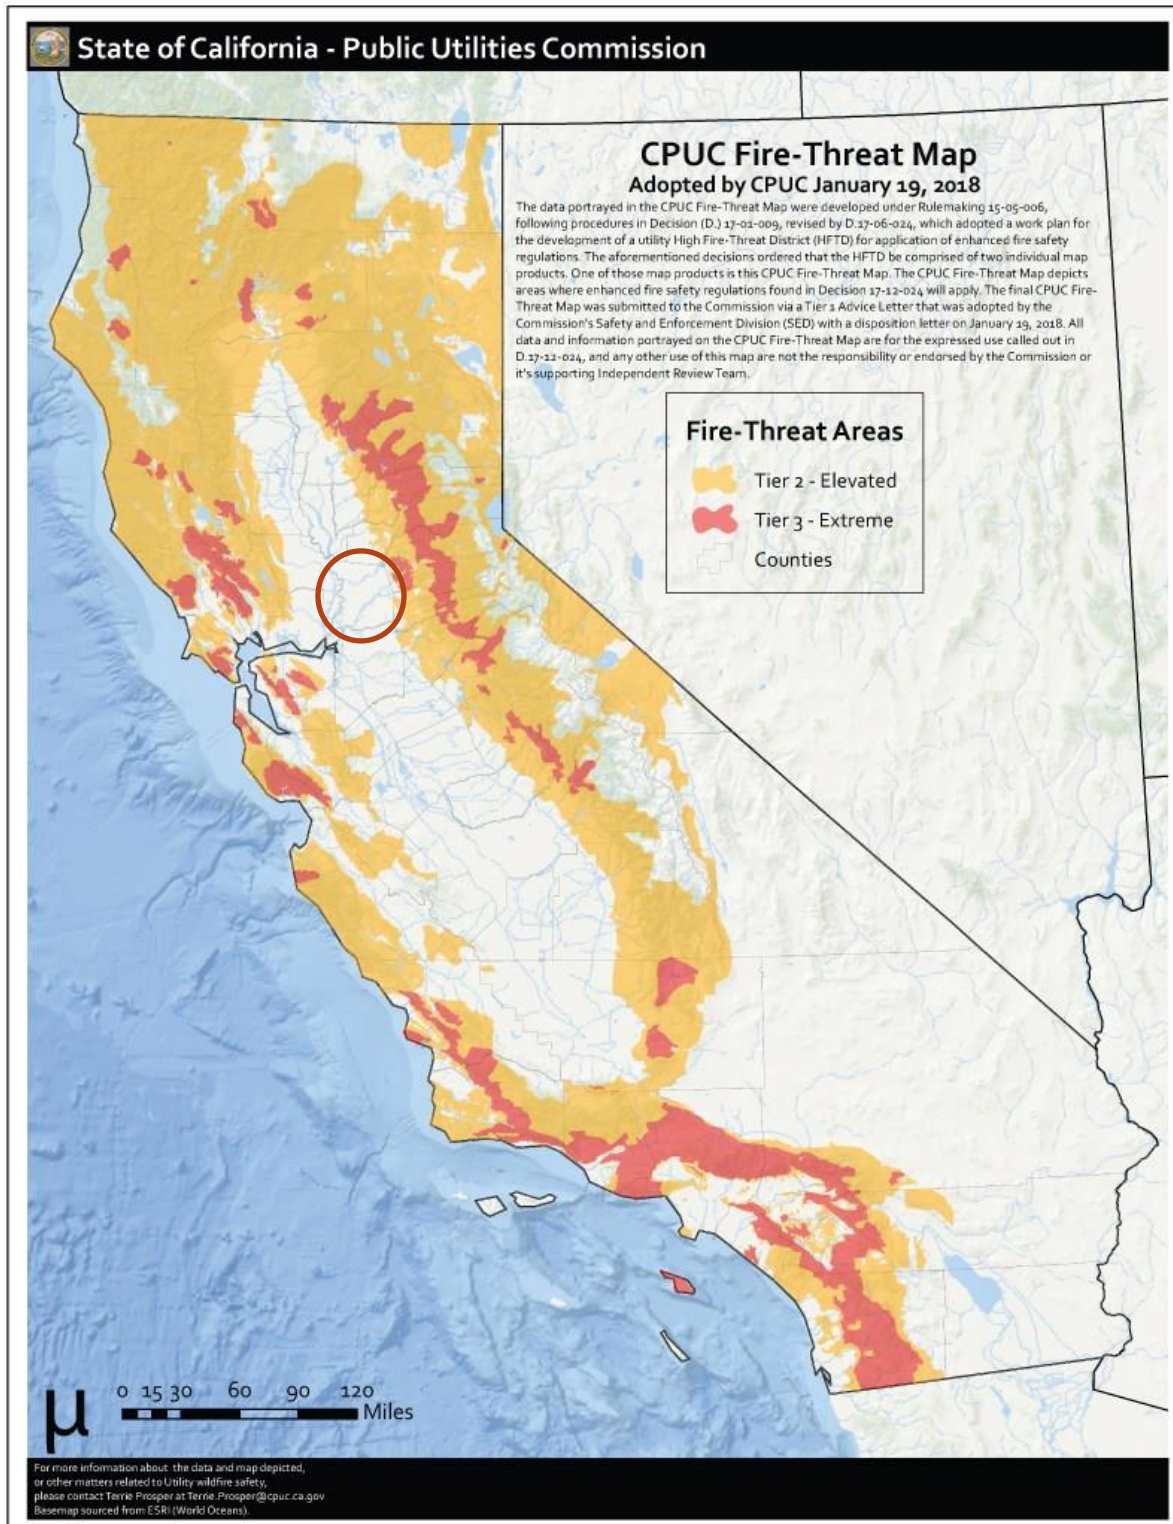 State of California - Public Utilities Commission
CPUC Fire-Threat Map
Adopted by CPUC January 19, 2018
The data portrayed in the CPUC Fire-Threat Map were developed under Rulemaking 15-05-006,
following procedures in Decision (D.) 17-01-009, revised by D.17-06-024, which adopted a work plan for
the development of a utility High Fire-Threat District (HFTD) for application of enhanced fire safety
regulations. The aforementioned decisions ordered that the HFTD be comprised of two individual map
products. One of those map products is this CPUC Fire-Threat Map. The CPUC Fire-Threat Map depicts
areas where enhanced fire safety regulations found in Decision 17-12-024 will apply. The final CPUC Fire-
Threat Map was submitted to the Commission via a Tier 1 Advice Letter that was adopted by the
Commission's Safety and Enforcement Division (SED) with a disposition letter on January 19, 2018. All
data and information portrayed on the CPUC Fire-Threat Map are for the expressed use called out in
D.17-12-024, and any other use of this map are not the responsibility or endorsed by the Commission or
it's supporting Independent Review Team.
Fire-Threat Areas
Tier 2 - Elevated
Tier 3 - Extreme
Counties
µ
0 15 30 60 90 120
Miles
For more information about the data and map depicted,
or other matters related to Utility wildfire safety,
please contact Terrie Prosper at Terrie.Prosper@cpuc.ca.gov
Basemap sourced from ESRI (World Oceans).